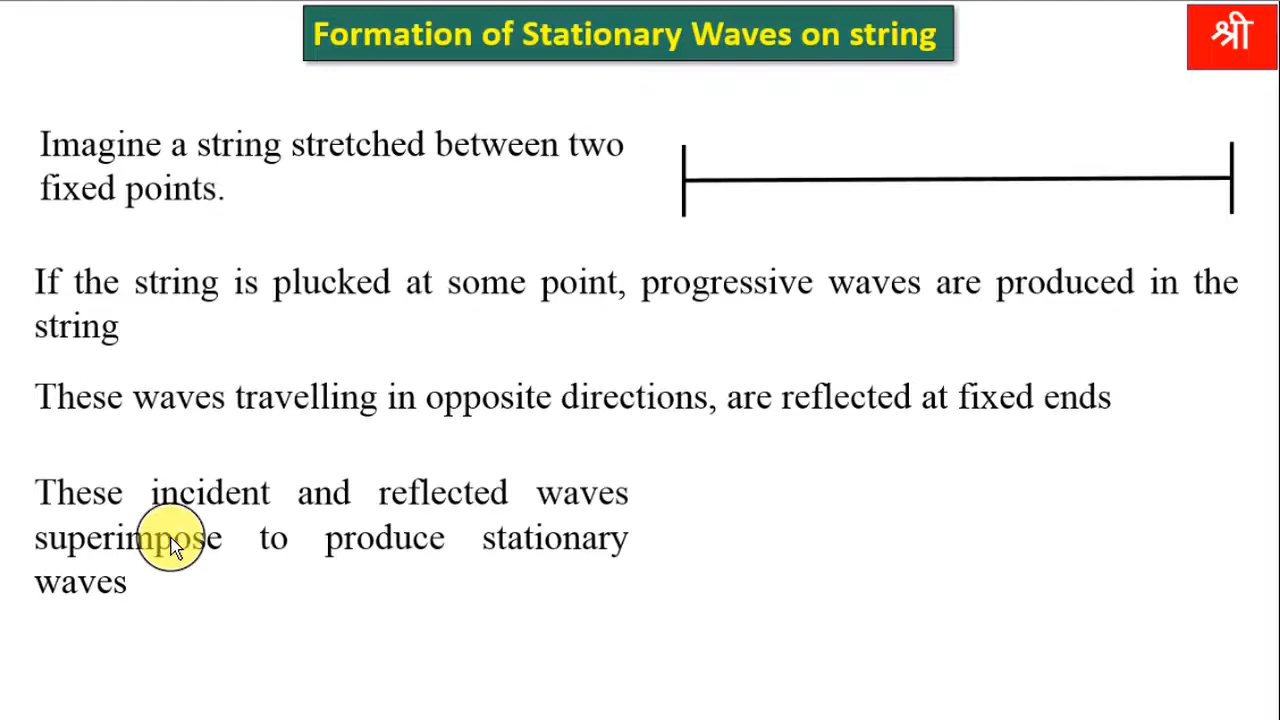 Formation of Stationary Waves on string
श्री
Imagine a string stretched between two
fixed points.
If the string is plucked at some point, progressive waves are produced in the
string
These waves travelling in opposite directions, are reflected at fixed ends
These incident and reflected waves
superimpose to produce stationary
waves